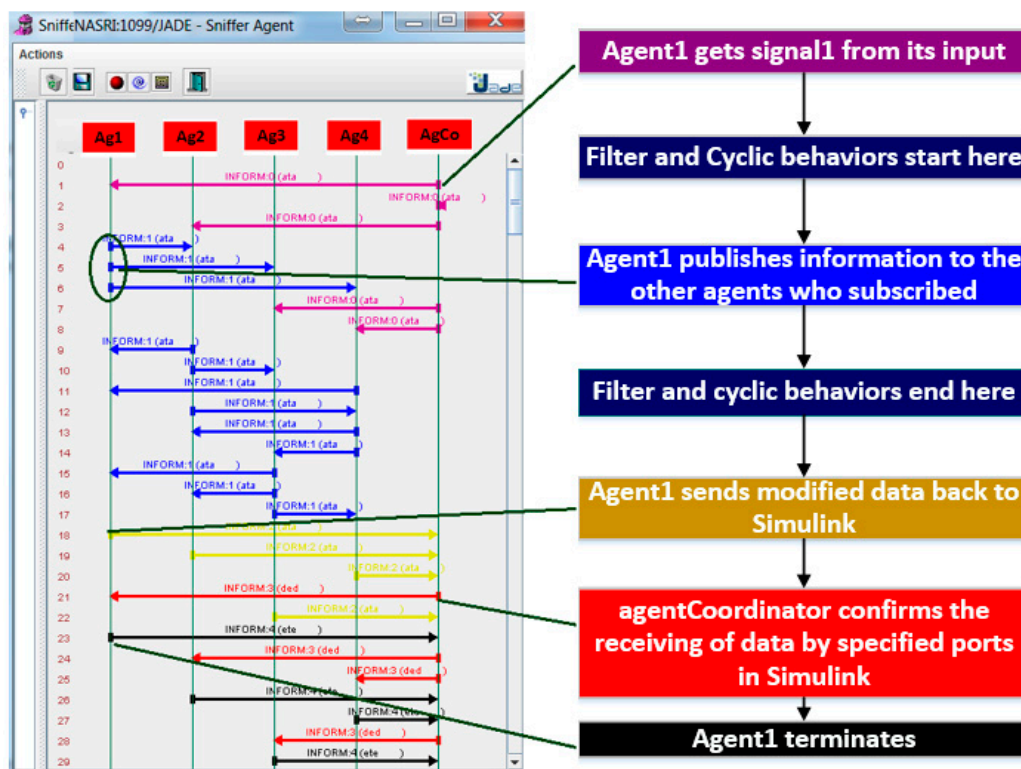 SniffeNASRI:1099/JADE - Sniffer Agent
Actions
Jade
Ag1 Ag2 Ag3 Ag4 AgCo
0
1 INFORM:0 (ata )
2 INFORM:0 (ata )
3 INFORM:0 (ata )
4 INFORM:1 (ata )
5 INFORM:1 (ata )
6 INFORM:1 (ata )
7 INFORM:0 (ata )
8 INFORM:0 (ata )
9 INFORM:1 (ata )
10 INFORM:1 (ata )
11 INFORM:1 (ata )
12 INFORM:1 (ata )
13 INFORM:1 (ata )
14 INFORM:1 (ata )
15 INFORM:1 (ata )
16 INFORM:1 (ata )
17 INFORM:1 (ata )
18
19 INFORM:2 (ata )
20 INFORM:2 (ata )
21 INFORM:3 (ded )
22 INFORM:2 (ata )
23 INFORM:4 (ete )
24 INFORM:3 (ded )
25 INFORM:3 (ded )
26 INFORM:4 (ete )
27 INFORM:4 (ete )
28 INFORM:3 (ded )
29 INFORM:4 (ete )
Agent1 gets signal1 from its input
Filter and Cyclic behaviors start here
Agent1 publishes information to the
other agents who subscribed
Filter and cyclic behaviors end here
Agent1 sends modified data back to
Simulink
agentCoordinator confirms the
receiving of data by specified ports
in Simulink
Agent1 terminates